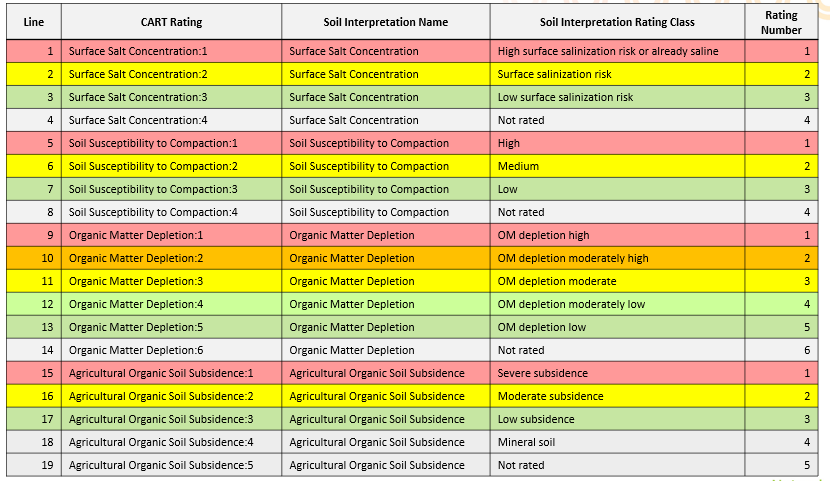 Line CART Rating Soil Interpretation Name Soil Interpretation Rating Class Rating Number
1 Surface Salt Concentration:1 Surface Salt Concentration High surface salinization risk or already saline 1
2 Surface Salt Concentration:2 Surface Salt Concentration Surface salinization risk 2
3 Surface Salt Concentration:3 Surface Salt Concentration Low surface salinization risk 3
4 Surface Salt Concentration:4 Surface Salt Concentration Not rated 4
5 Soil Susceptibility to Compaction:1 Soil Susceptibility to Compaction High 1
6 Soil Susceptibility to Compaction:2 Soil Susceptibility to Compaction Medium 2
7 Soil Susceptibility to Compaction:3 Soil Susceptibility to Compaction Low 3
8 Soil Susceptibility to Compaction:4 Soil Susceptibility to Compaction Not rated 4
9 Organic Matter Depletion:1 Organic Matter Depletion OM depletion high 1
10 Organic Matter Depletion:2 Organic Matter Depletion OM depletion moderately high 2
11 Organic Matter Depletion:3 Organic Matter Depletion OM depletion moderate 3
12 Organic Matter Depletion:4 Organic Matter Depletion OM depletion moderately low 4
13 Organic Matter Depletion:5 Organic Matter Depletion OM depletion low 5
14 Organic Matter Depletion:6 Organic Matter Depletion Not rated 6
15 Agricultural Organic Soil Subsidence:1 Agricultural Organic Soil Subsidence Severe subsidence 1
16 Agricultural Organic Soil Subsidence:2 Agricultural Organic Soil Subsidence Moderate subsidence 2
17 Agricultural Organic Soil Subsidence:3 Agricultural Organic Soil Subsidence Low subsidence 3
18 Agricultural Organic Soil Subsidence:4 Agricultural Organic Soil Subsidence Mineral soil 4
19 Agricultural Organic Soil Subsidence:5 Agricultural Organic Soil Subsidence Not rated 5